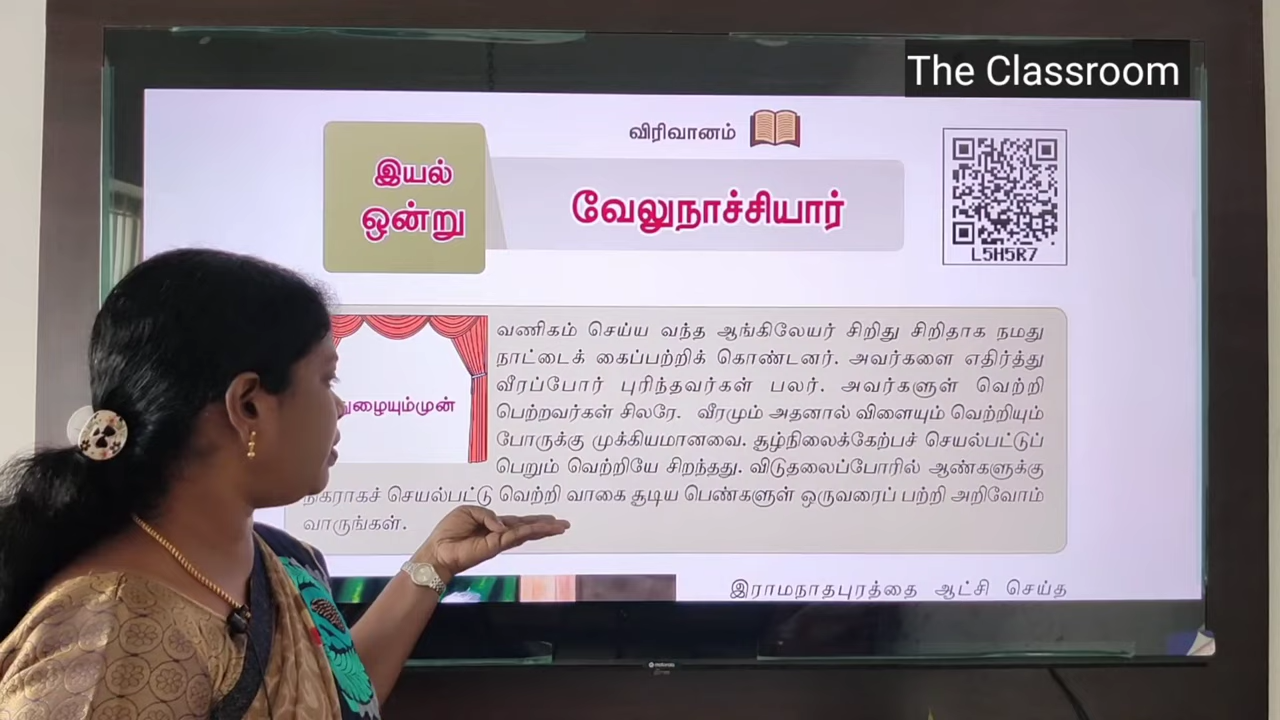 The Classroom
விரிவானம்
இயல்
ஒன்று
வேலுநாச்சியார்
L5H5R7
வணிகம் செய்ய வந்த ஆங்கிலேயர் சிறிது சிறிதாக நமது
நாட்டைக் கைப்பற்றிக் கொண்டனர். அவர்களை எதிர்த்து
வீரப்போர் புரிந்தவர்கள் பலர். அவர்களுள் வெற்றி
பெற்றவர்கள் சிலரே. வீரமும் அதனால் விளையும் வெற்றியும்
போருக்கு முக்கியமானவை. சூழ்நிலைக்கேற்பச் செயல்பட்டுப்
பெறும் வெற்றியே சிறந்தது. விடுதலைப்போரில் ஆண்களுக்கு
நிகராகச் செயல்பட்டு வெற்றி வாகை சூடிய பெண்களுள் ஒருவரைப் பற்றி அறிவோம்
வாருங்கள்.
நுழையும்முன்
இராமநாதபுரத்தை ஆட்சி செய்த
motorola